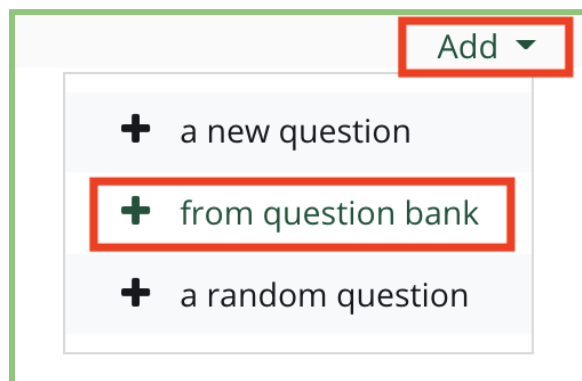 Add
a new question
from question bank
a random question